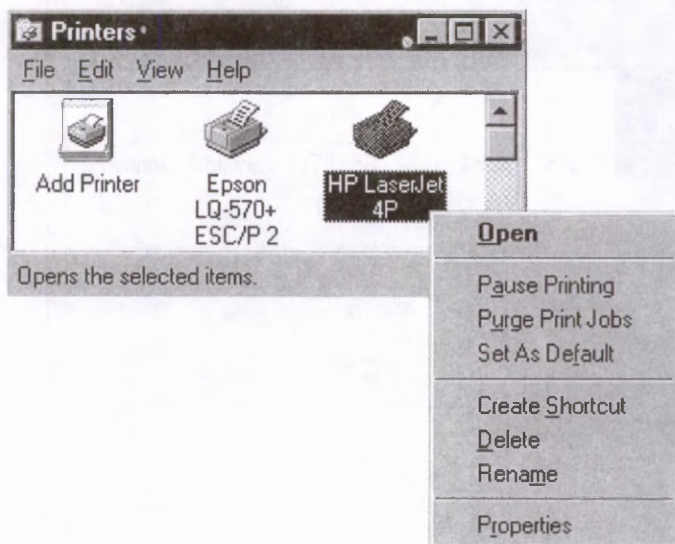 Printers
File Edit View Help
Add Printer
Epson
LQ-570+
ESC/P 2
HP LaserJet
4P
Opens the selected items.
Open
Pause Printing
Purge Print Jobs
Set As Default
Create Shortcut
Delete
Rename
Properties